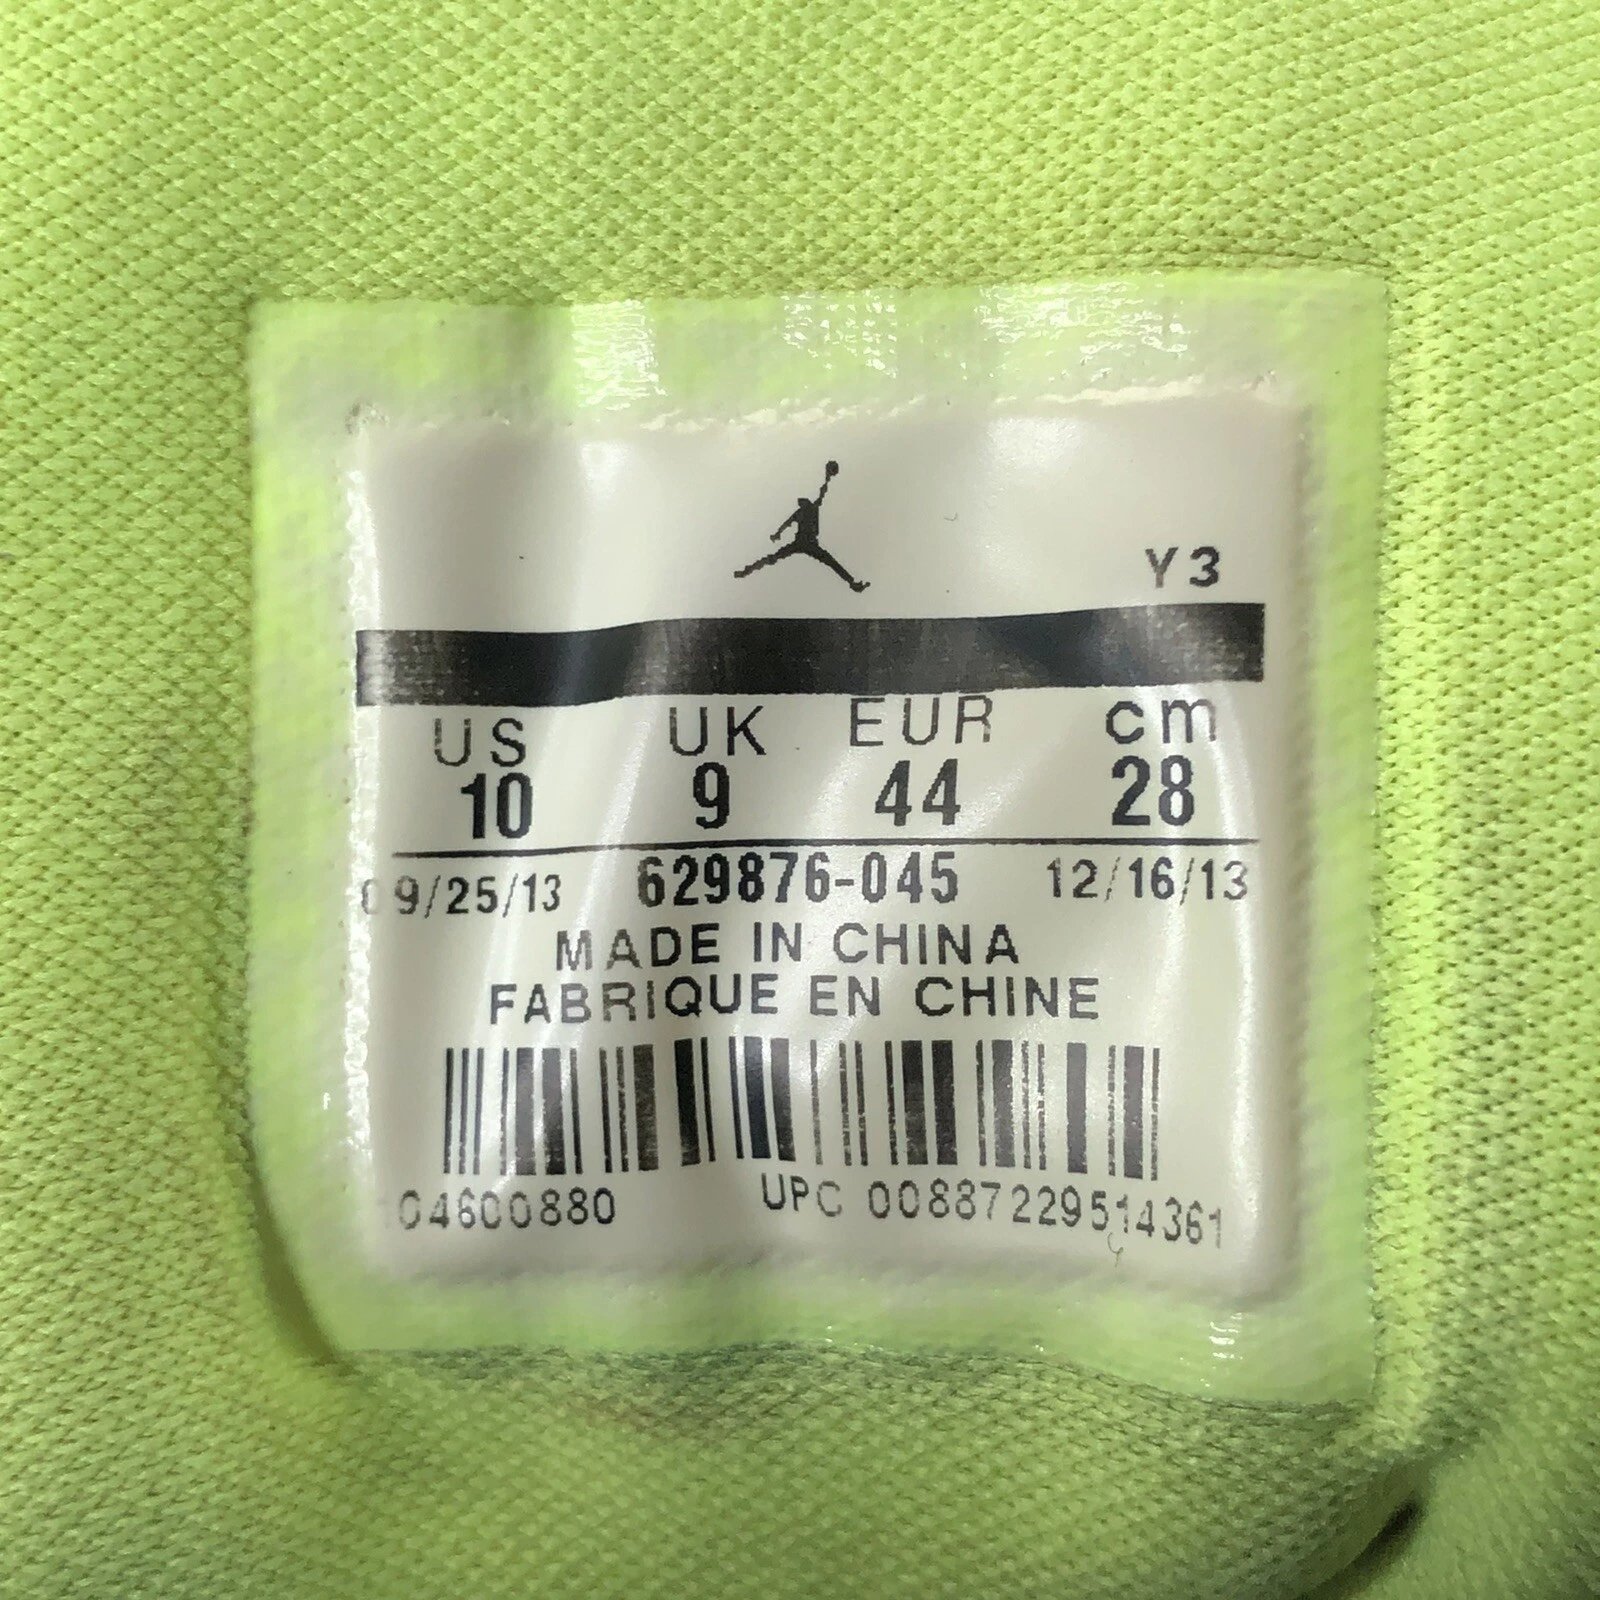 Y3
US UK EUR cm
10 9 44 28
09/25/13 629876-045 12/16/13
MADE IN CHINA
FABRIQUE EN CHINE
04600880 UPC 00887229514361